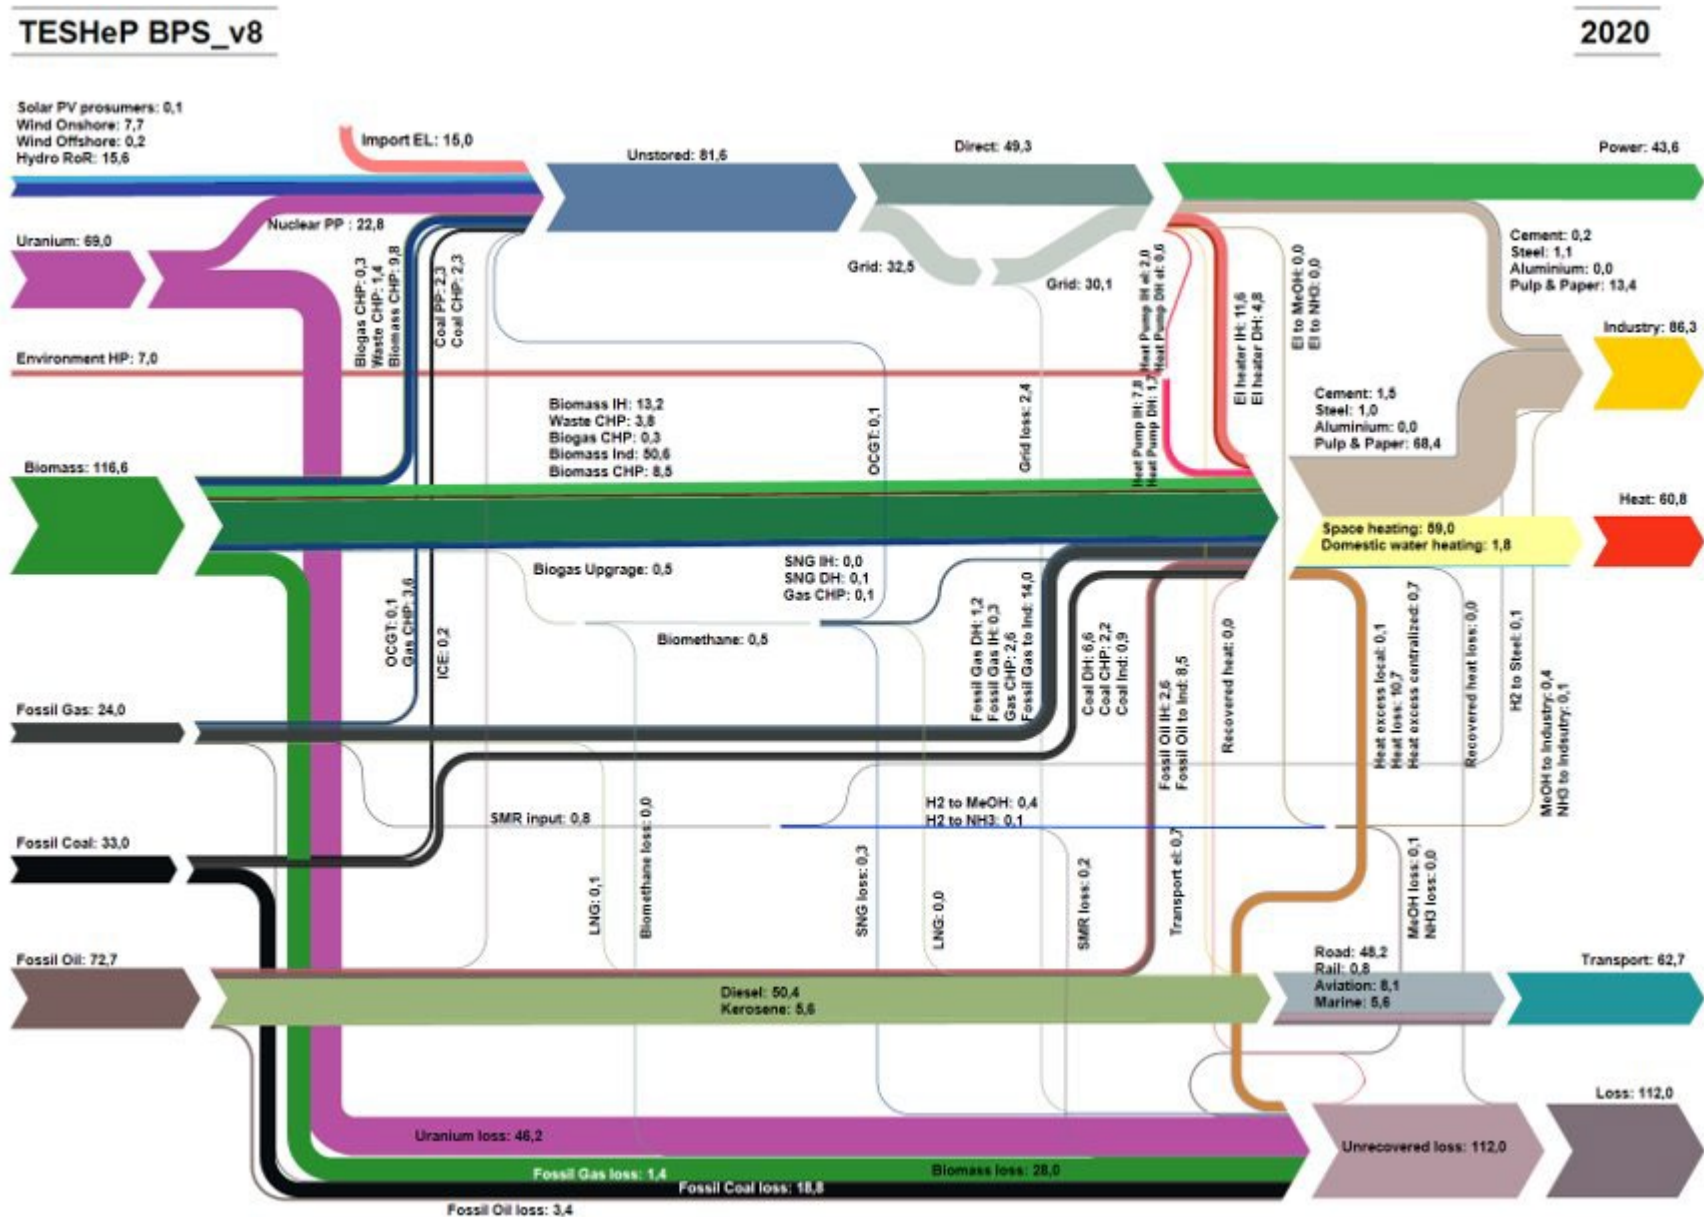 TESHeP BPS_v8
2020
Solar PV prosumers: 0,1
Wind Onshore: 7,7
Wind Offshore: 0,2
Hydro RoR: 15,6
Import EL: 15,0
Unstored: 81,6
Direct: 49,3
Power: 43,6
Uranium: 69,0
Nuclear PP : 22,8
Grid: 32,5
Grid: 30,1
Cement: 0,2
Steel: 1,1
Aluminium: 0,0
Pulp & Paper: 13,4
Biogas CHP: 0,3
Waste CHP: 1,4
Biomass CHP: 9,8
Coal PP: 2,3
Coal CHP: 2,3
Heat Pump IH el: 2,0
Heat Pump DH el: 0,6
El heater IH: 11,6
El heater DH: 4,8
El to MeOH: 0,0
El to NH3: 0,0
Industry: 86,3
Environment HP: 7,0
Heat Pump IH: 7,8
Heat Pump DH: 1,7
Biomass IH: 13,2
Waste CHP: 3,8
Biogas CHP: 0,3
Biomass Ind: 50,6
Biomass CHP: 8,5
OCGT: 0,1
Grid loss: 2,4
Cement: 1,5
Steel: 1,0
Aluminium: 0,0
Pulp & Paper: 68,4
Biomass: 116,6
Heat: 60,8
Space heating: 59,0
Domestic water heating: 1,8
Biogas Upgrage: 0,5
SNG IH: 0,0
SNG DH: 0,1
Gas CHP: 0,1
Biomethane: 0,5
OCGT: 0,1
Gas CHP: 3,6
ICE: 0,2
Fossil Gas DH: 1,2
Fossil Gas IH: 0,3
Gas CHP: 2,6
Fossil Gas to Ind: 14,0
Coal DH: 6,6
Coal CHP: 2,2
Coal Ind: 0,9
Fossil Oil IH: 2,6
Fossil Oil to Ind: 8,5
Recovered heat: 0,0
Heat excess local: 0,1
Heat loss: 10,7
Heat excess centralized: 0,7
Recovered heat loss: 0,0
H2 to Steel: 0,1
MeOH to Industry: 0,4
NH3 to Indsutry: 0,1
Fossil Gas: 24,0
SMR input: 0,8
H2 to MeOH: 0,4
H2 to NH3: 0,1
Fossil Coal: 33,0
LNG: 0,1
Biomethane loss: 0,0
SNG loss: 0,3
LNG: 0,0
SMR loss: 0,2
Transport el: 0,7
MeOH loss: 0,1
NH3 loss: 0,0
Fossil Oil: 72,7
Diesel: 50,4
Kerosene: 5,6
Road: 48,2
Rail: 0,8
Aviation: 8,1
Marine: 5,6
Transport: 62,7
Loss: 112,0
Uranium loss: 46,2
Unrecovered loss: 112,0
Fossil Gas loss: 1,4
Biomass loss: 28,0
Fossil Coal loss: 18,8
Fossil Oil loss: 3,4